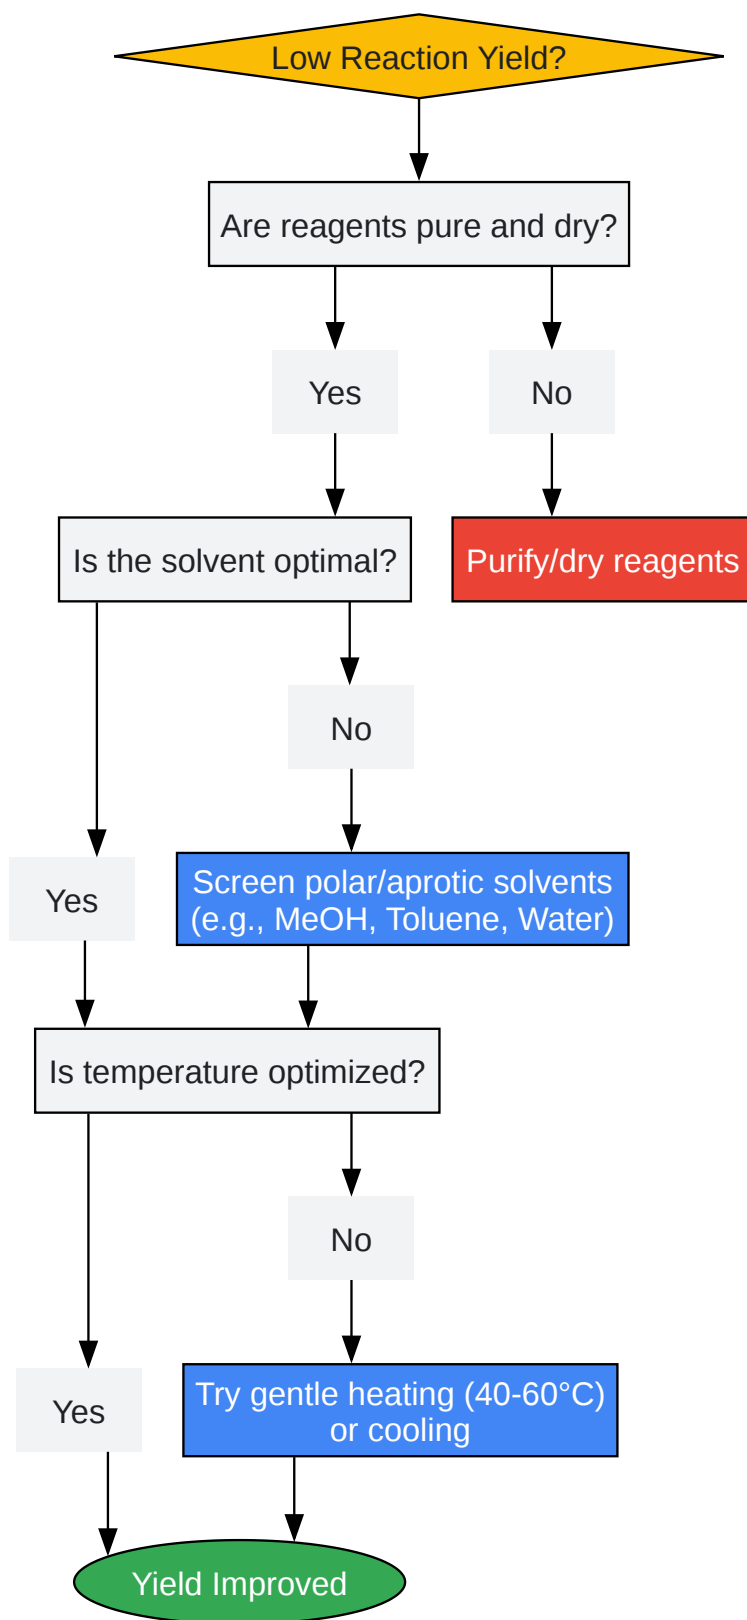 Low Reaction Yield?
Are reagents pure and dry?
Yes
No
Is the solvent optimal?
Purify/dry reagents
No
Screen polar/aprotic solvents
(e.g., MeOH, Toluene, Water)
Yes
Is temperature optimized?
No
Try gentle heating (40-60°C)
or cooling
Yes
Yield Improved